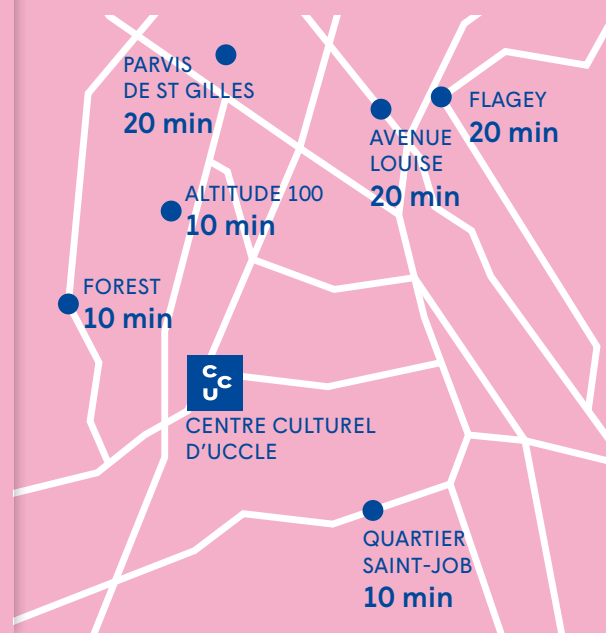 PARVIS
DE ST GILLES
20 min
FLAGEY
20 min
AVENUE
LOUISE
20 min
ALTITUDE 100
10 min
FOREST
10 min
CCU
CENTRE CULTUREL
D'UCCLE
QUARTIER
SAINT-JOB
10 min